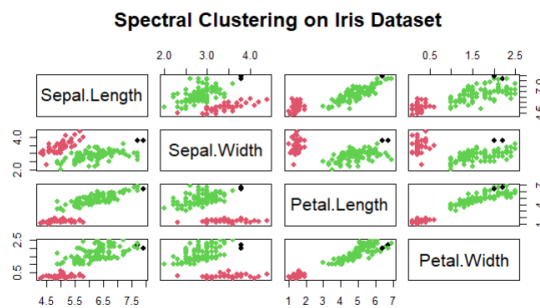 Spectral Clustering on Iris Dataset
2.0 3.0 4.0
0.5 1.5 2.5
Sepal.Length
2.0 4.0
Sepal.Width
Petal.Length
0.5 2.5
Petal.Width
4.5 5.5 6.5 7.5
1 2 3 4 5 6 7